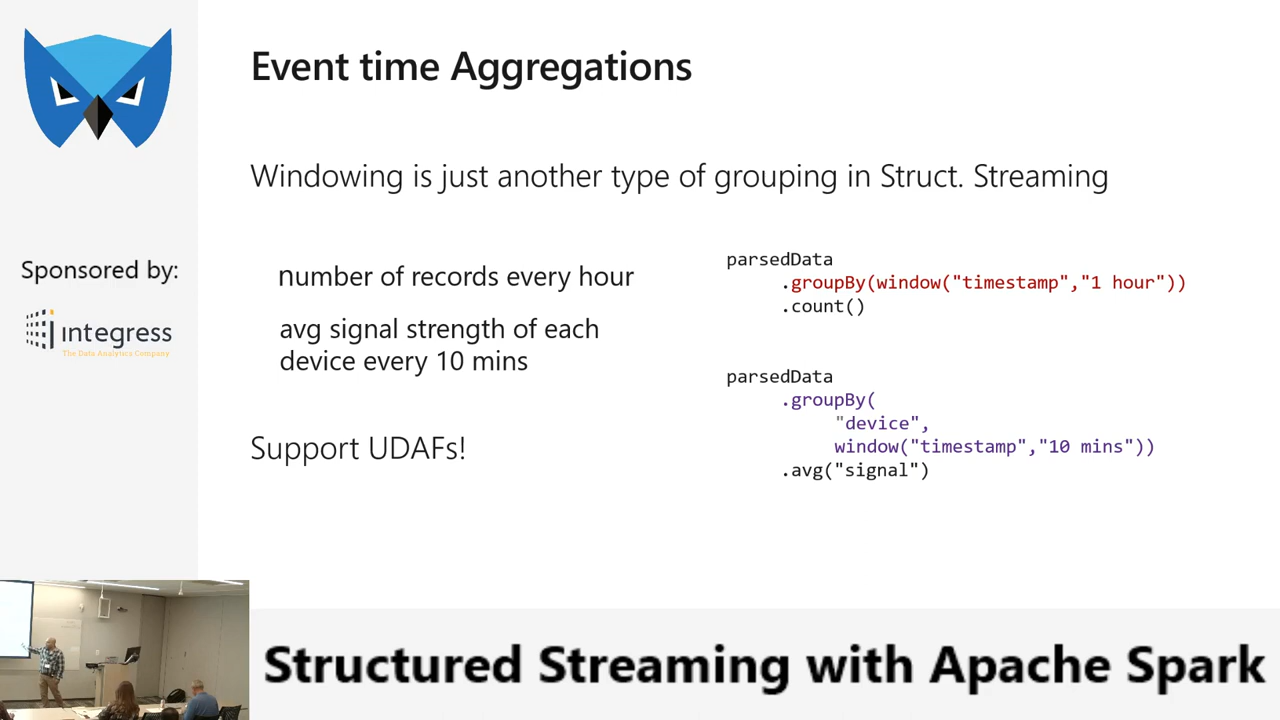 Event time Aggregations
Windowing is just another type of grouping in Struct. Streaming
Sponsored by:
integress
The Data Analytics Company
number of records every hour
avg signal strength of each
device every 10 mins
Support UDAFs!
parsedData
.groupBy(window("timestamp","1 hour"))
.count()
parsedData
.groupBy(
"device",
window("timestamp","10 mins"))
.avg("signal")
Structured Streaming with Apache Spark